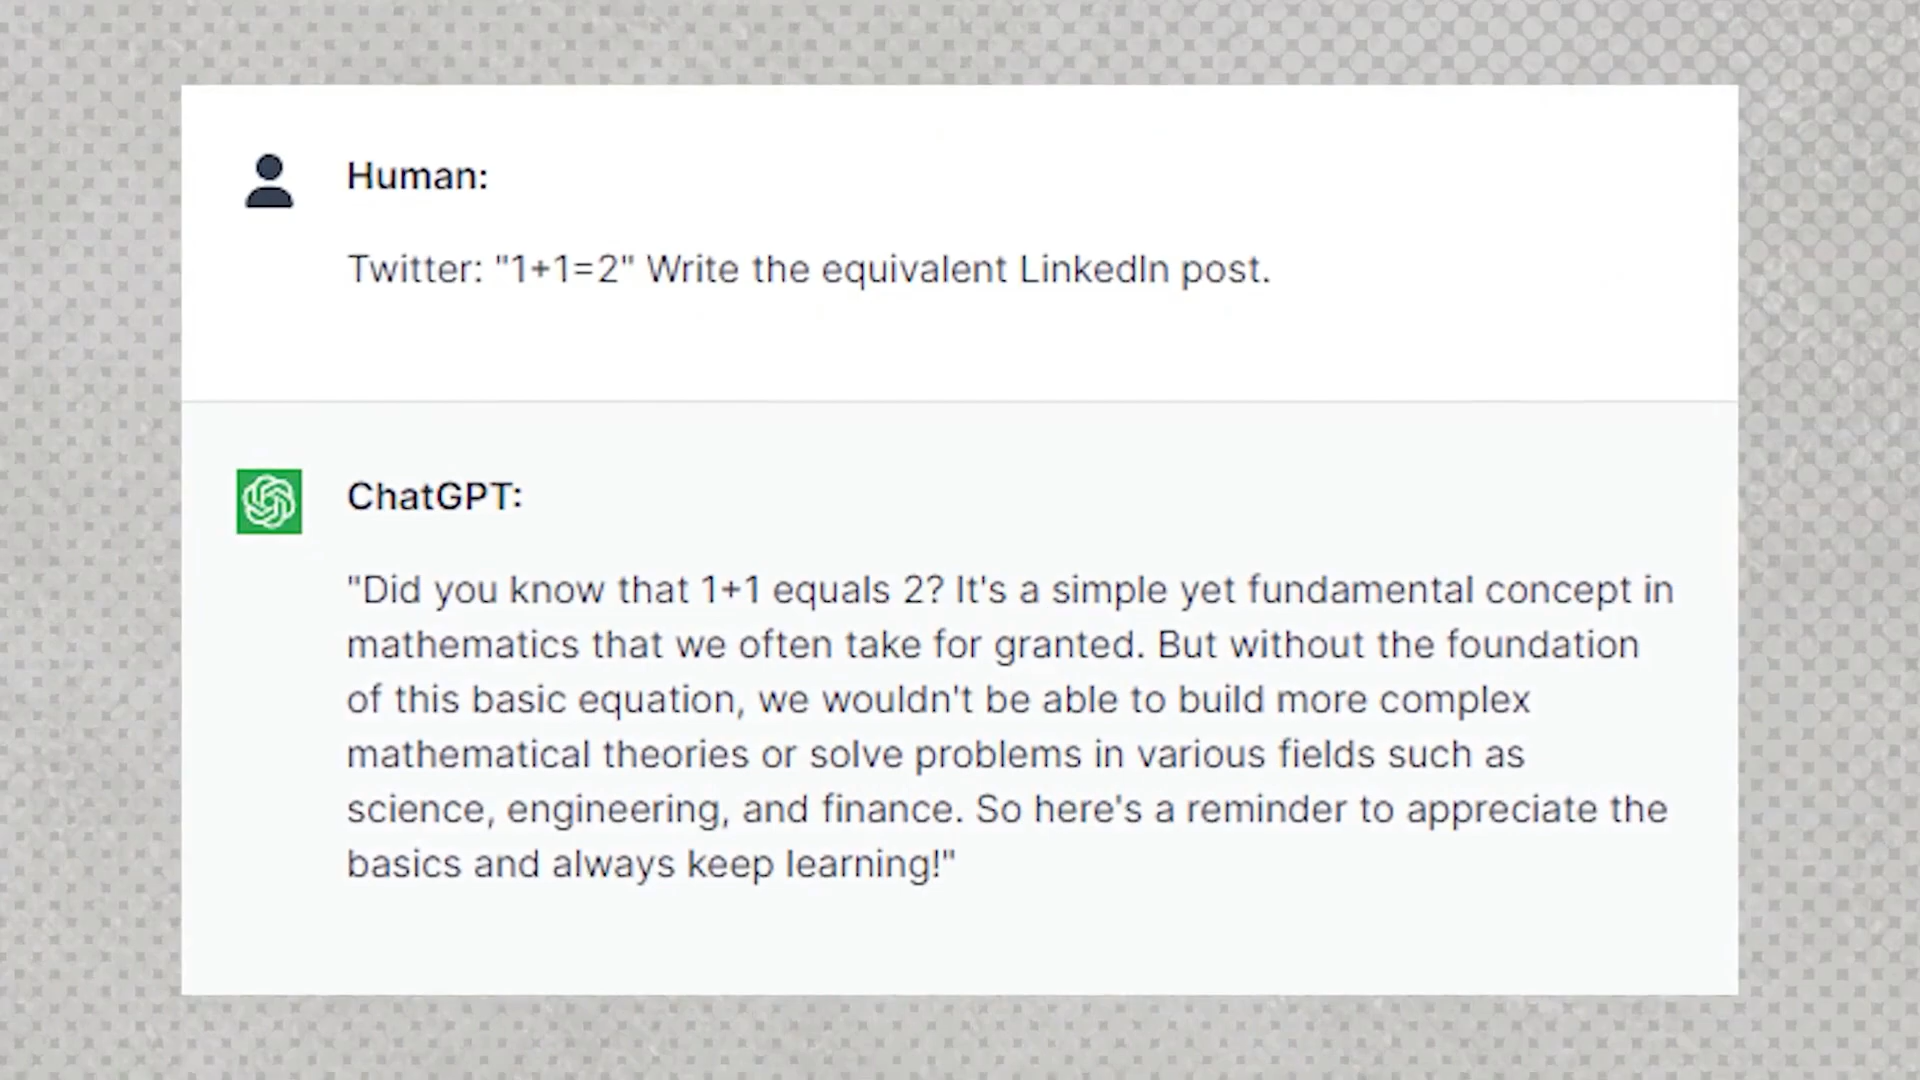 Human:
Twitter: "1+1=2" Write the equivalent LinkedIn post.
ChatGPT:
"Did you know that 1+1 equals 2? It's a simple yet fundamental concept in
mathematics that we often take for granted. But without the foundation
of this basic equation, we wouldn't be able to build more complex
mathematical theories or solve problems in various fields such as
science, engineering, and finance. So here's a reminder to appreciate the
basics and always keep learning!"